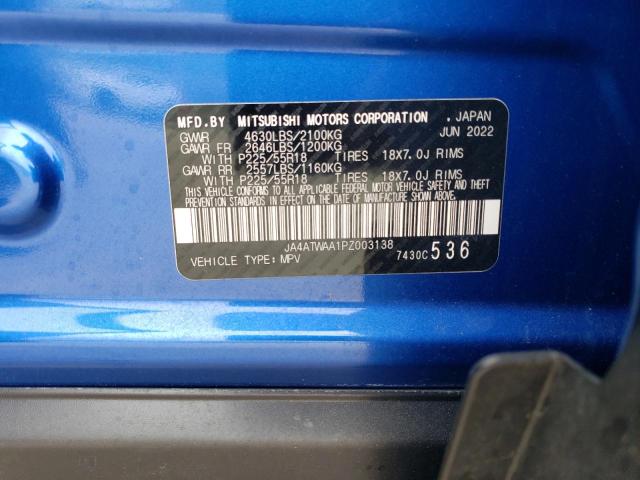 MFD.BY MITSUBISHI MOTORS CORPORATION . JAPAN
GVWR 4630LBS/2100KG JUN 2022
GAWR FR 2646LBS/1200KG
WITH P225/55R18 TIRES 18X7.0J RIMS
GAWR RR 2557LBS/1160KG
WITH P225/55R18 TIRES 18X7.0J RIMS
THIS VEHICLE CONFORMS TO ALL APPLICABLE FEDERAL MOTOR VEHICLE SAFETY AND THEFT
PREVENTION STANDARDS IN EFFECT ON THE DATE OF MANUFACTURE SHOWN ABOVE.
JA4ATWAA1PZ003138
VEHICLE TYPE: MPV 7430C 536